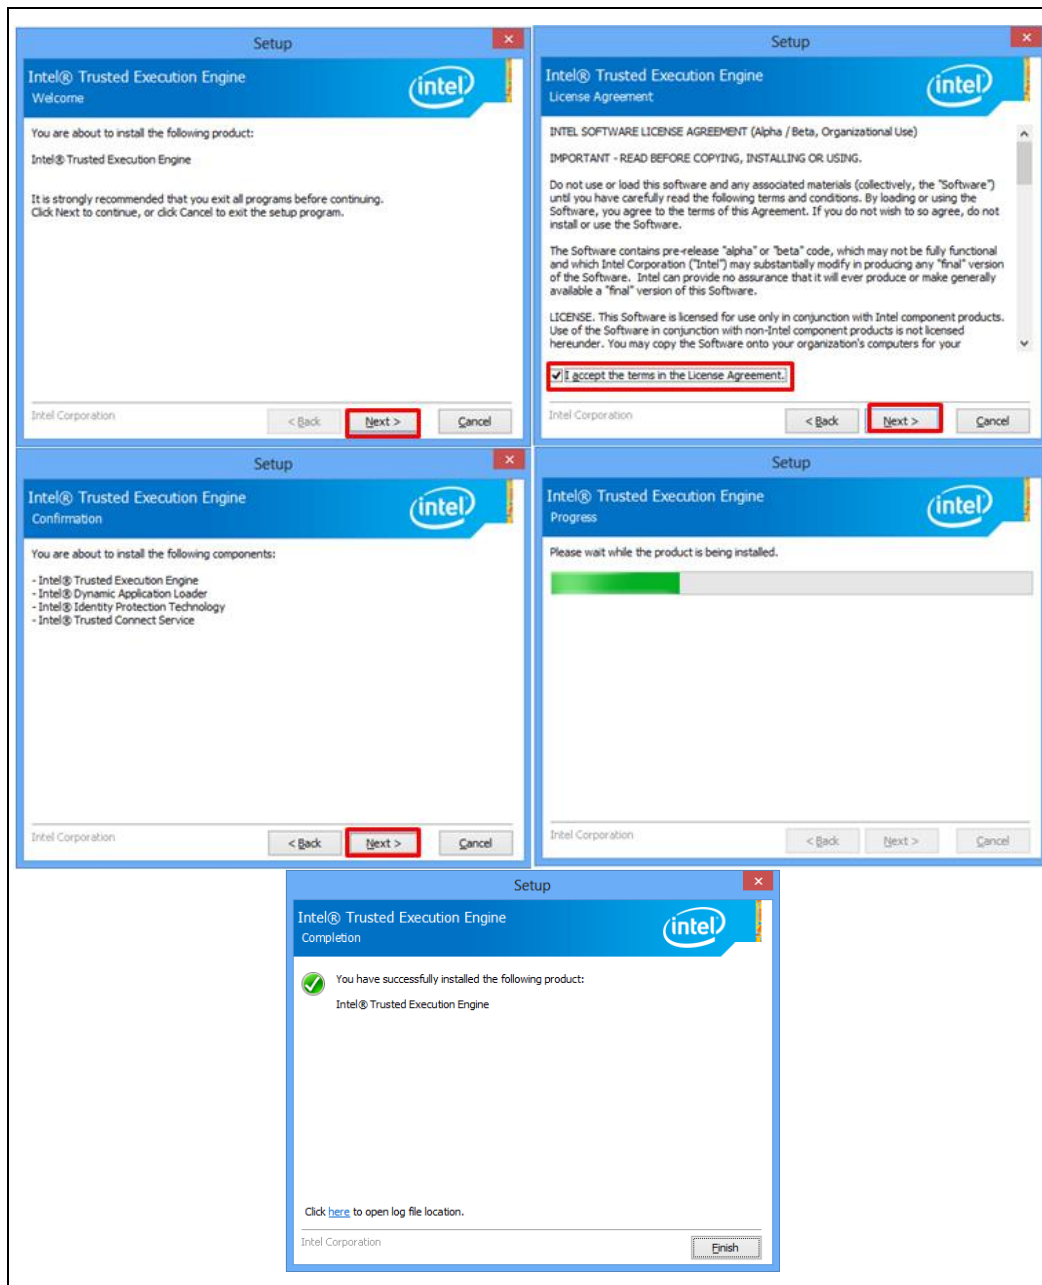 Setup
×
Intel® Trusted Execution Engine
Welcome
intel
You are about to install the following product:
Intel® Trusted Execution Engine
It is strongly recommended that you exit all programs before continuing.
Click Next to continue, or click Cancel to exit the setup program.
Intel Corporation
< Back
Next >
Cancel
Setup
×
Intel® Trusted Execution Engine
License Agreement
intel
INTEL SOFTWARE LICENSE AGREEMENT (Alpha / Beta, Organizational Use)
IMPORTANT - READ BEFORE COPYING, INSTALLING OR USING.
Do not use or load this software and any associated materials (collectively, the "Software")
until you have carefully read the following terms and conditions. By loading or using the
Software, you agree to the terms of this Agreement. If you do not wish to so agree, do not
install or use the Software.
The Software contains pre-release "alpha" or "beta" code, which may not be fully functional
and which Intel Corporation ("Intel") may substantially modify in producing any "final" version
of the Software. Intel can provide no assurance that it will ever produce or make generally
available a "final" version of this Software.
LICENSE. This Software is licensed for use only in conjunction with Intel component products.
Use of the Software in conjunction with non-Intel component products is not licensed
hereunder. You may copy the Software onto your organization's computers for your
I accept the terms in the License Agreement.
Intel Corporation
< Back
Next >
Cancel
Setup
×
Intel® Trusted Execution Engine
Confirmation
intel
You are about to install the following components:
- Intel® Trusted Execution Engine
- Intel® Dynamic Application Loader
- Intel® Identity Protection Technology
- Intel® Trusted Connect Service
Intel Corporation
< Back
Next >
Cancel
Setup
Intel® Trusted Execution Engine
Progress
intel
Please wait while the product is being installed.
Intel Corporation
< Back
Next >
Cancel
Setup
×
Intel® Trusted Execution Engine
Completion
intel
You have successfully installed the following product:
Intel® Trusted Execution Engine
Click here to open log file location.
Intel Corporation
Finish